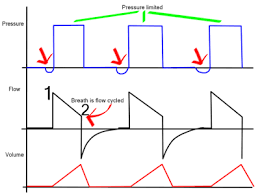 Pressure limited
Pressure
Flow
1
2
Breath is flow cycled
Volume